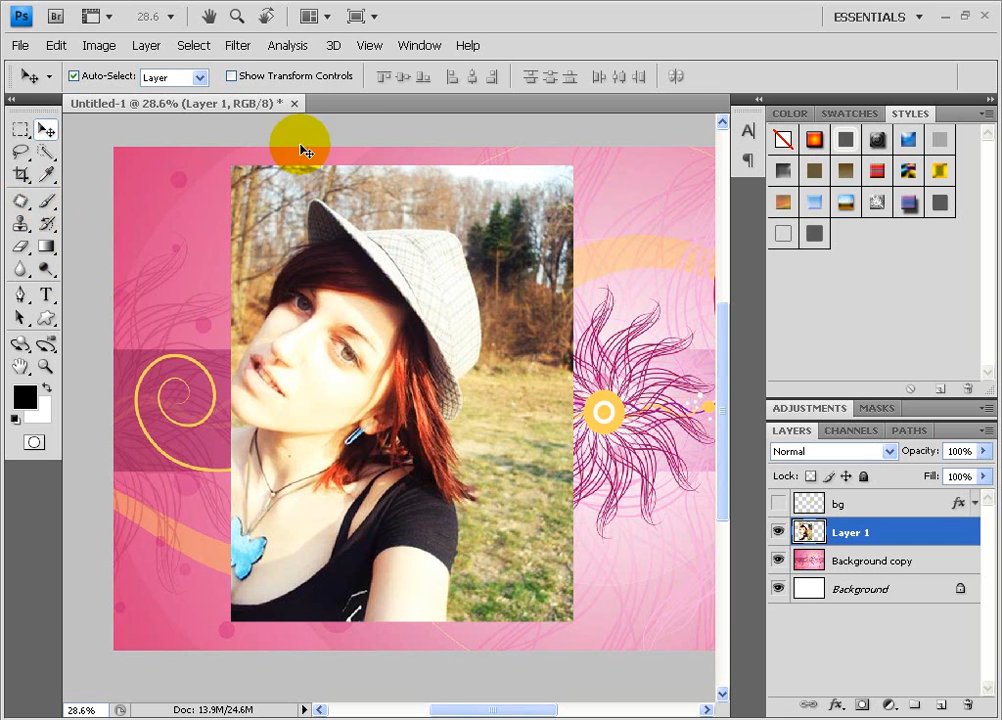 Ps Br 28.6 ESSENTIALS
File Edit Image Layer Select Filter Analysis 3D View Window Help
Auto-Select: Layer Show Transform Controls
Untitled-1 @ 28.6% (Layer 1, RGB/8) *
COLOR SWATCHES STYLES
ADJUSTMENTS MASKS
LAYERS CHANNELS PATHS
Normal Opacity: 100%
Lock: Fill: 100%
bg fx
Layer 1
Background copy
Background
28.6% Doc: 13.9M/24.6M